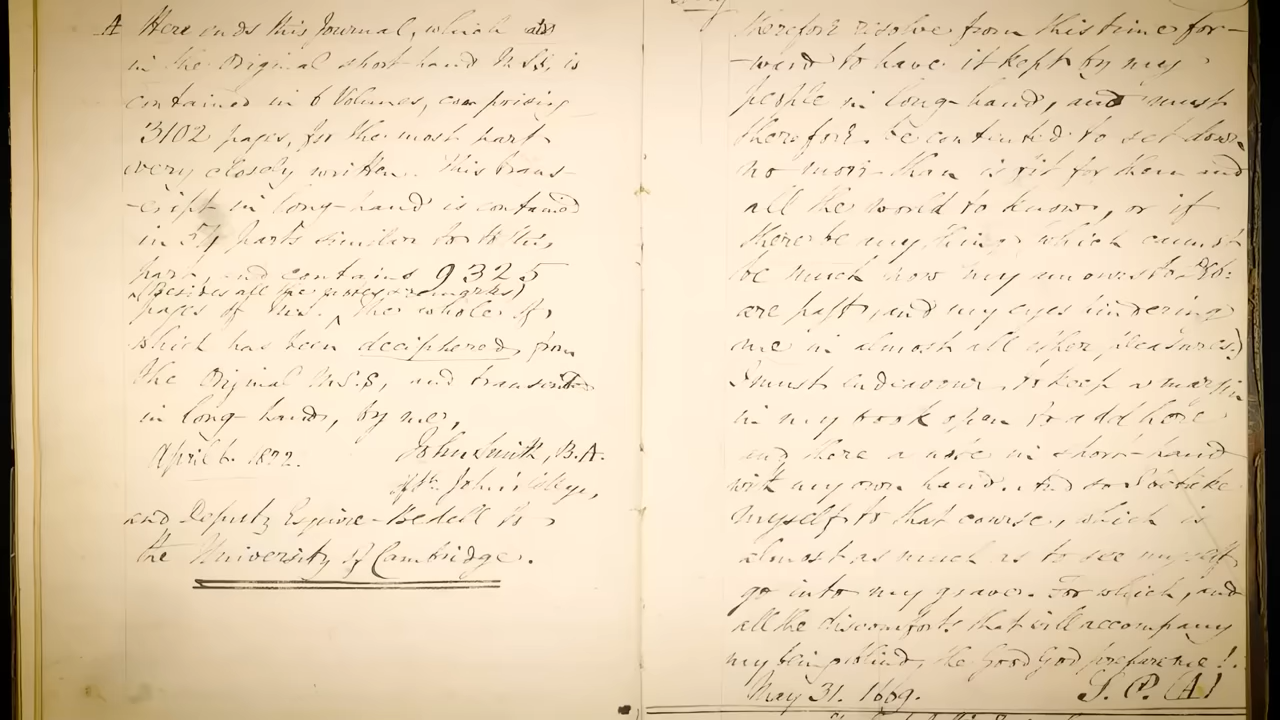 A Here ends this Journal, which
in the Original short-hand M.S.S, is
contained in 6 Volumes, comprising
3102 pages, for the most part
very closely written. This trans-
-cript in long-hand is contained
in 54 parts similar to this
part, and contains 9325
(Besides all the notes &
pages of M.S. the whole of
which has been deciphered, from
the Original M.S.S, and transcribed
in long-hand, by me,
April 6. 1822. John Smith, B.A.
of St. John's College,
and Deputy Esquire-Bedell to
the University of Cambridge.
therefore resolve from this time for-
-ward to have it kept by my
people in long-hand, and must
therefore be contented to set down
no more than is fit for them and
all the world to know, or if
there be any thing which cannot
be much now my amours to Deb:
are past, and my eyes hindering
me in almost all other pleasures)
I must endeavour to keep a margin
in my book open to add here
and there a note in short-hand
with my own hand. And so I betake
myself to that course, which is
almost as much as to see myself
go into my grave. For which, and
all the discomforts that will accompany
my being blind, the Good God prepare me!.
May 31. 1669. S. P. (A)